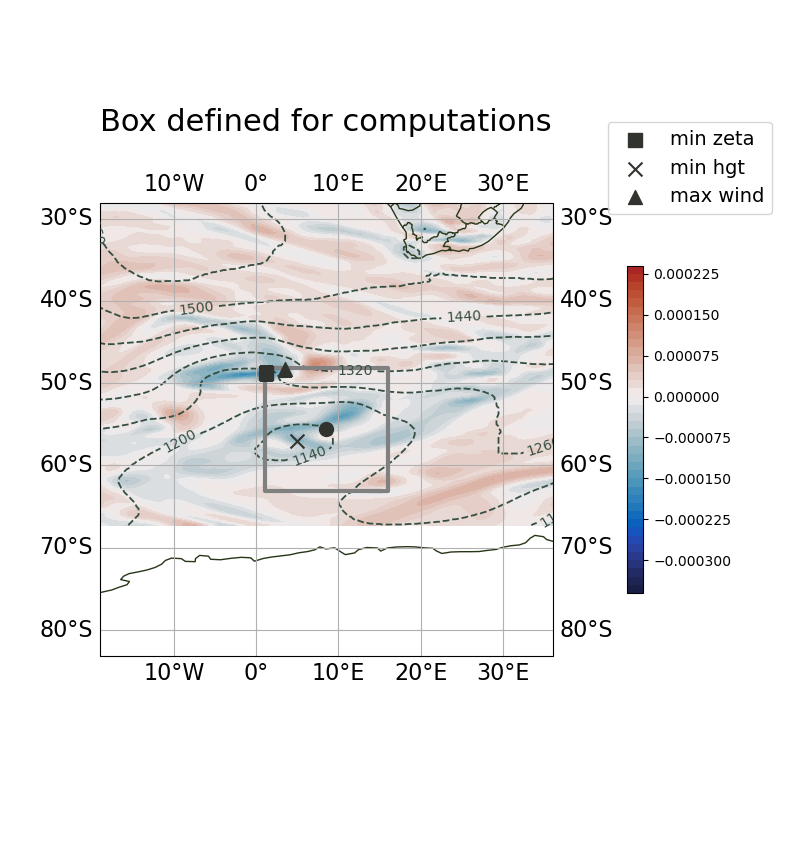 Box defined for computations
min zeta
min hgt
max wind
10°W 0° 10°E 20°E 30°E
30°S 30°S
40°S 40°S
50°S 50°S
60°S 60°S
70°S 70°S
80°S 80°S
10°W 0° 10°E 20°E 30°E
1500
1440
1320
1200
1140
0.000225
0.000150
0.000075
0.000000
−0.000075
−0.000150
−0.000225
−0.000300